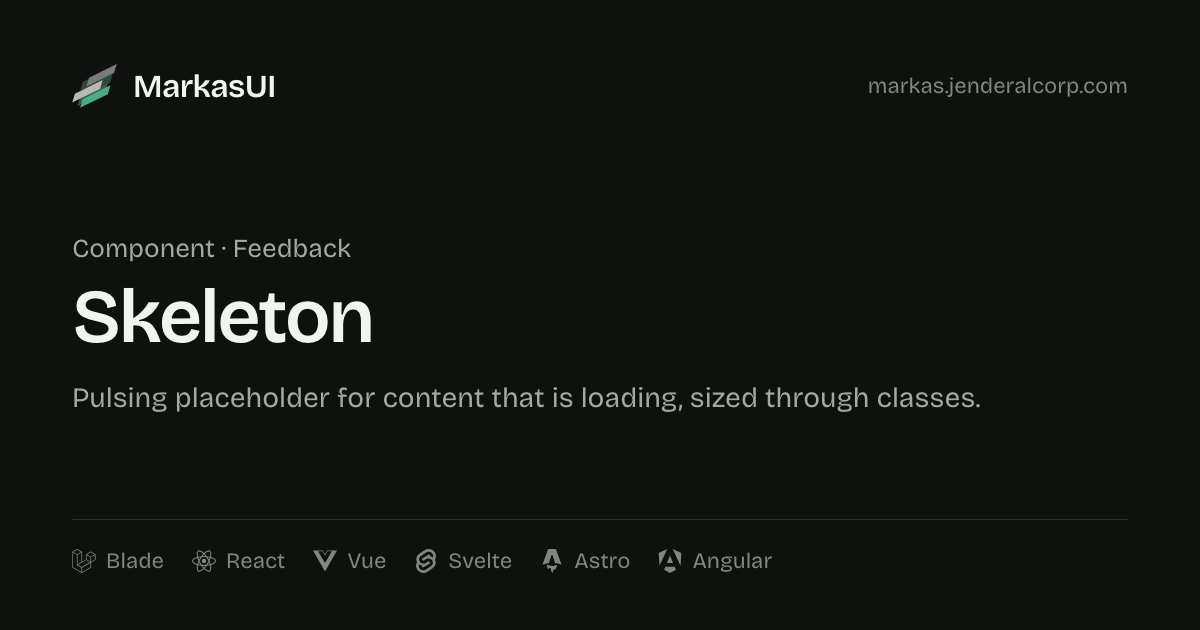 MarkasUI
markas.jenderalcorp.com
Component · Feedback
Skeleton
Pulsing placeholder for content that is loading, sized through classes.
Blade React Vue Svelte Astro Angular